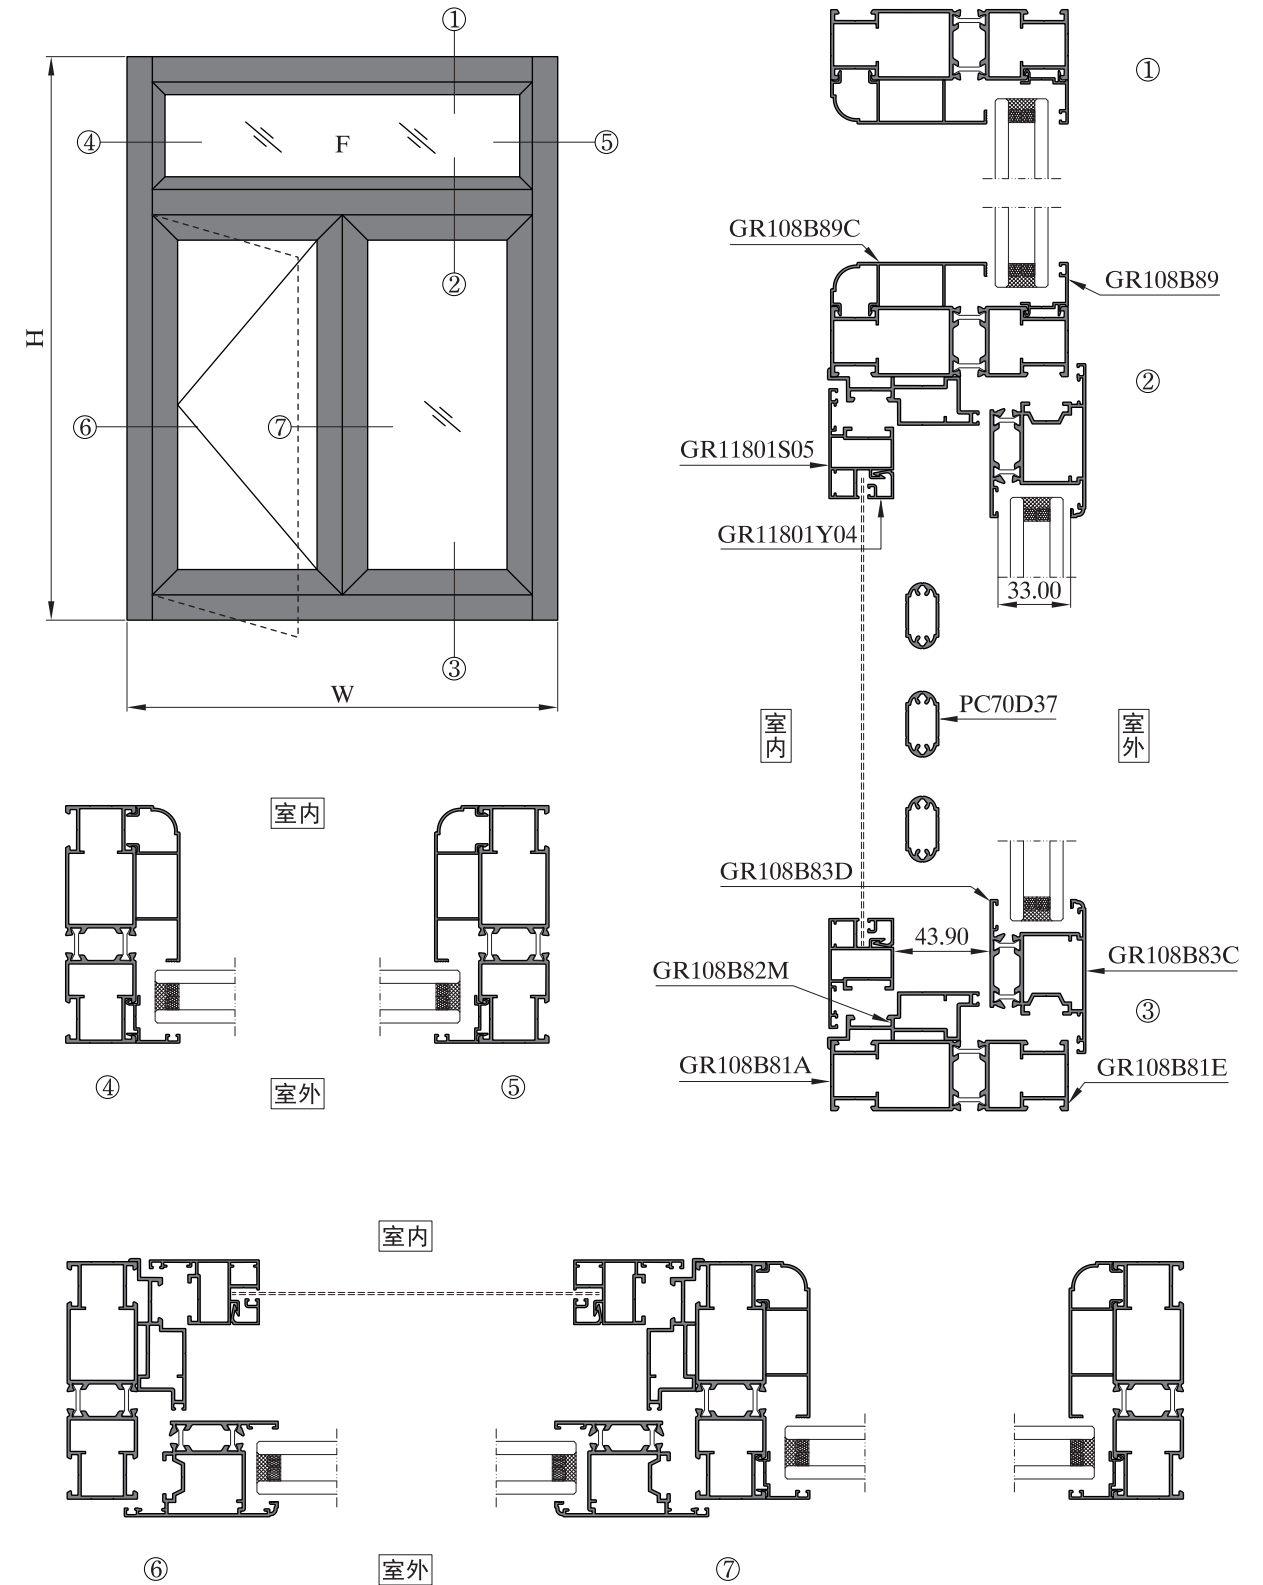 ①
①
④
F
⑤
GR108B89C
GR108B89
②
H
②
⑥
⑦
GR11801S05
GR11801Y04
33.00
③
W
PC70D37
室内
室外
室内
GR108B83D
43.90
GR108B83C
GR108B82M
③
GR108B81A
GR108B81E
④
室外
⑤
室内
⑥
室外
⑦